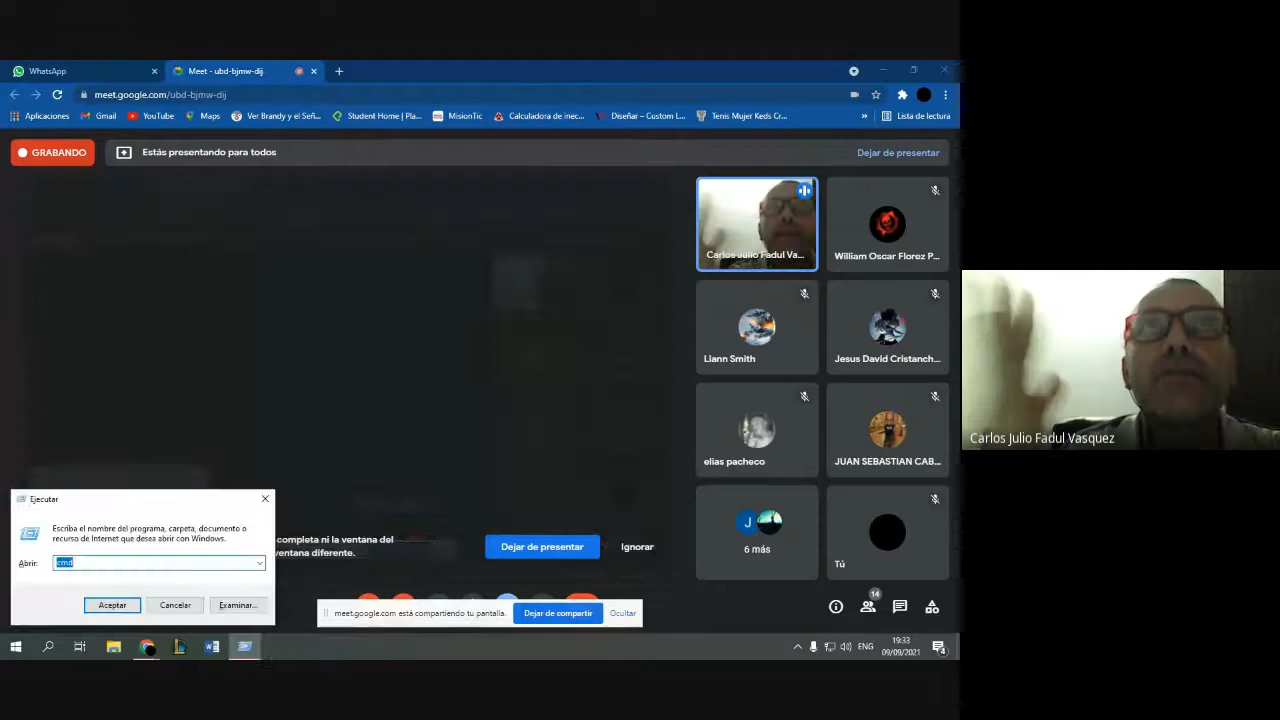 WhatsApp
Meet - ubd-bjmw-dij
meet.google.com/ubd-bjmw-dij
Aplicaciones
Gmail
YouTube
Maps
Ver Brandy y el Señ...
Student Home | Pla...
MisionTic
Calculadora de inec...
Diseñar – Custom L...
Tenis Mujer Keds Cr...
»
Lista de lectura
GRABANDO
Estás presentando para todos
Dejar de presentar
Carlos Julio Fadul Va...
William Oscar Florez P...
Liann Smith
Jesus David Cristanch...
elias pacheco
JUAN SEBASTIAN CAB...
J
6 más
Tú
Carlos Julio Fadul Vasquez
Ejecutar
Escriba el nombre del programa, carpeta, documento o
recurso de Internet que desea abrir con Windows.
Abrir:
cmd
Aceptar
Cancelar
Examinar...
completa ni la ventana del
ventana diferente.
Dejar de presentar
Ignorar
meet.google.com está compartiendo tu pantalla.
Dejar de compartir
Ocultar
14
ENG
19:33
09/09/2021
4